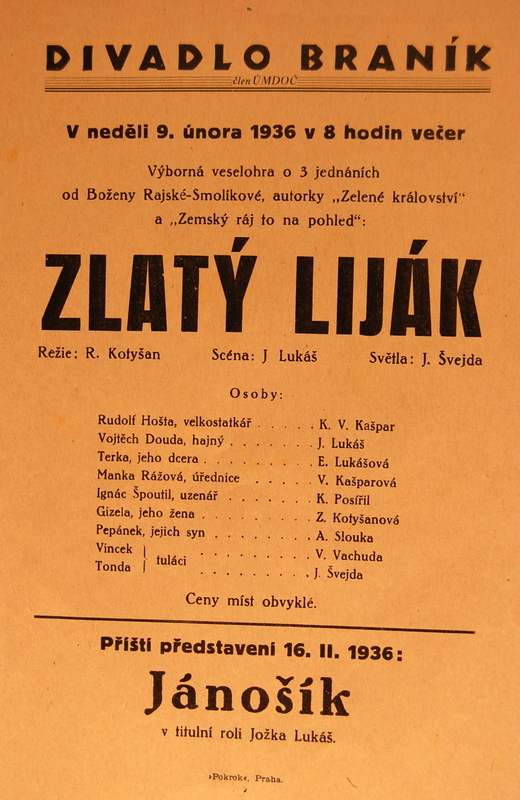 DIVADLO BRANÍK
člen ÚMDOČ
V neděli 9. února 1936 v 8 hodin večer
Výborná veselohra o 3 jednáních
od Boženy Rajské-Smolíkové, autorky „Zelené království"
a „Zemský ráj to na pohled":
ZLATÝ LIJÁK
Režie: R. Kotyšan Scéna: J Lukáš Světla: J. Švejda
Osoby:
Rudolf Hošta, velkostatkář . . . . . K. V. Kašpar
Vojtěch Douda, hajný . . . . . . . J. Lukáš
Terka, jeho dcera . . . . . . . . . E. Lukášová
Manka Rážová, úřednice . . . . . V. Kašparová
Ignác Špoutil, uzenář . . . . . . . K. Posířil
Gizela, jeho žena . . . . . . . . . Z. Kotyšanová
Pepánek, jejich syn . . . . . . . . A. Slouka
Vincek | tuláci . . . . . . . . . V. Vachuda
Tonda | . . . . . . . . . J. Švejda
Ceny míst obvyklé.
Příští představení 16. II. 1936:
Jánošík
v titulní roli Jožka Lukáš.
»Pokrok«, Praha.